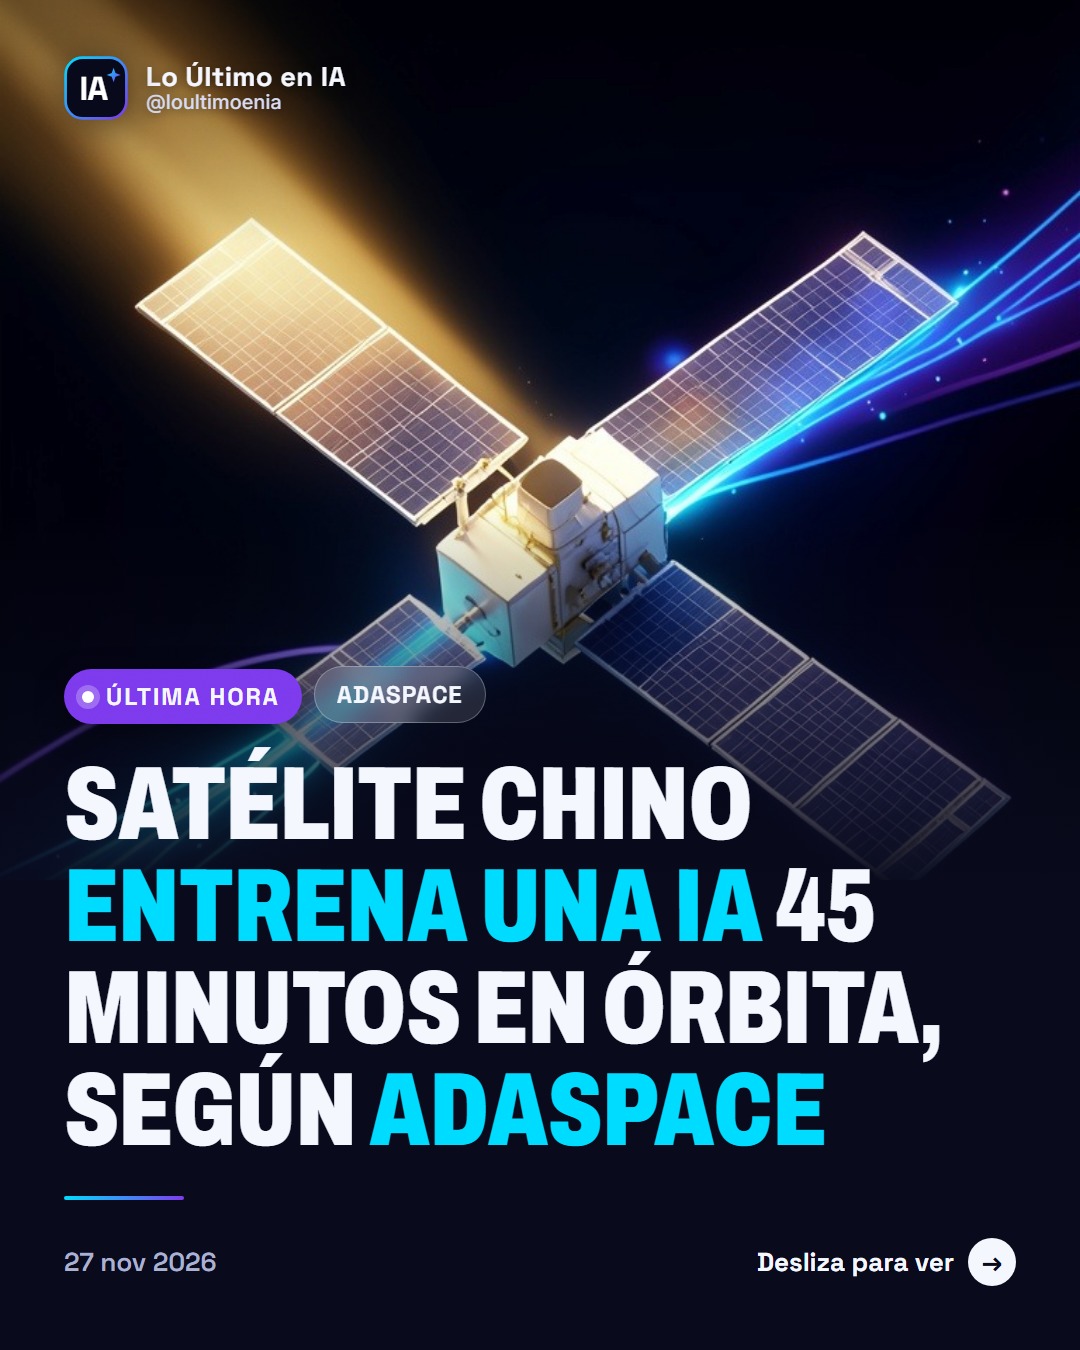 IA
Lo Último en IA
@loultimoenia
ÚLTIMA HORA
ADASPACE
SATÉLITE CHINO
ENTRENA UNA IA 45
MINUTOS EN ÓRBITA,
SEGÚN ADASPACE
27 nov 2026
Desliza para ver →